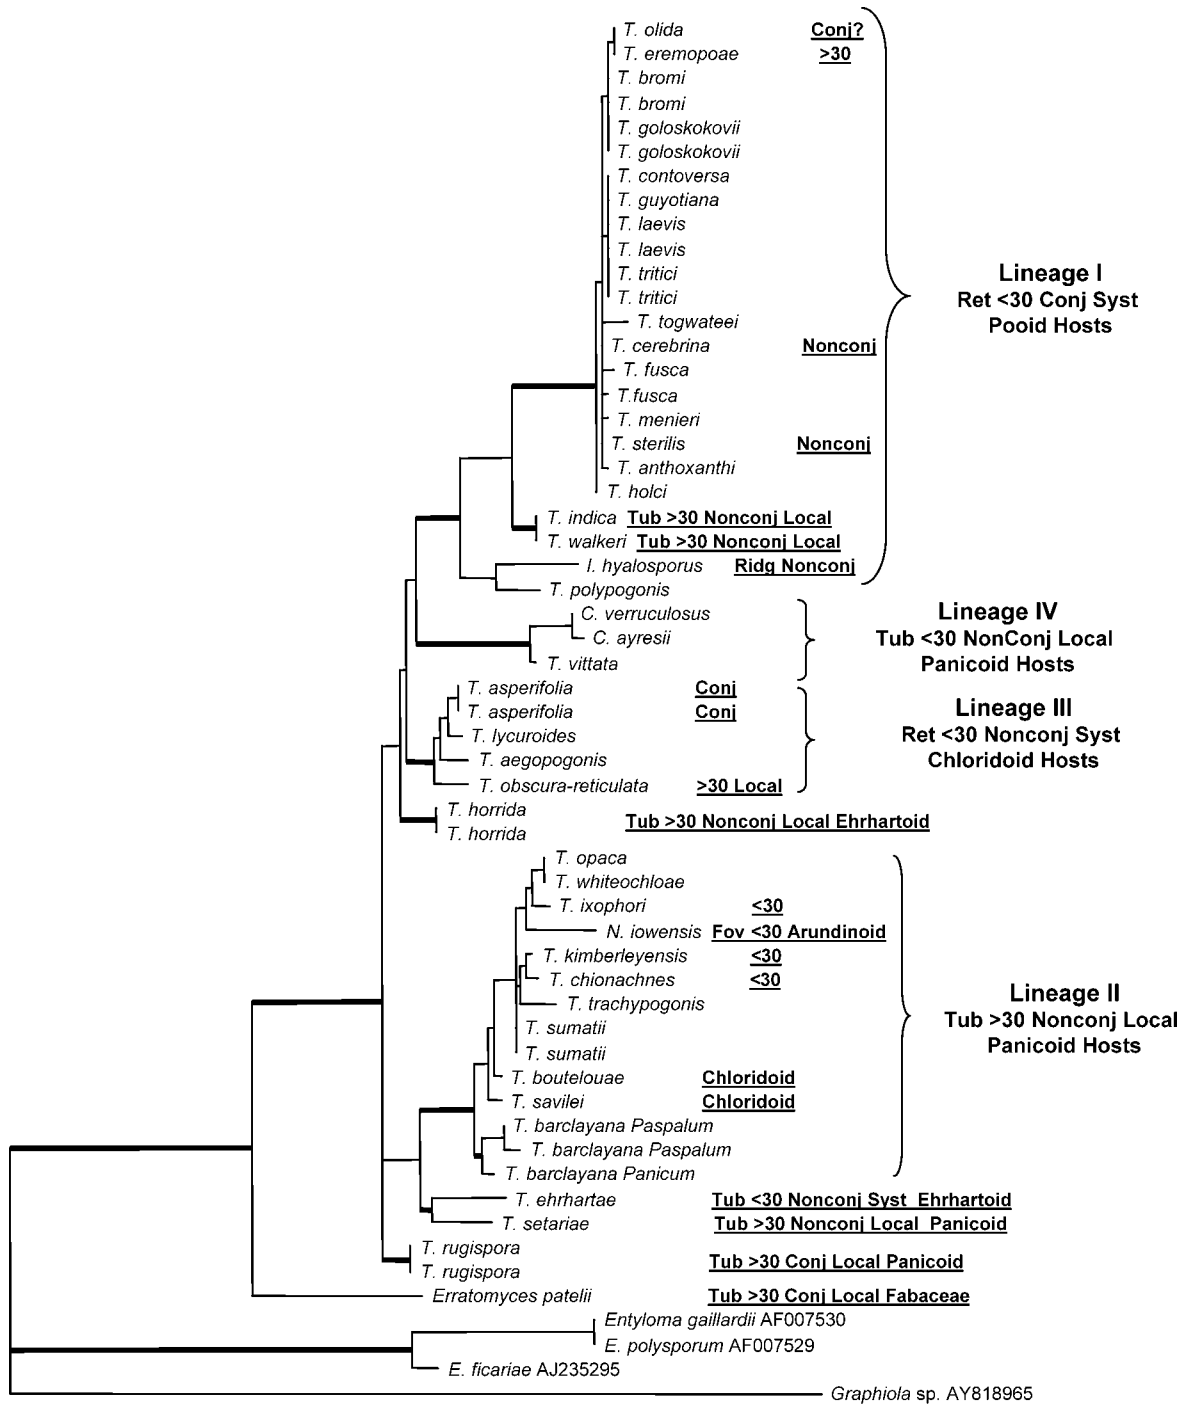 T. olida Conj?
T. eremopoae >30
T. bromi
T. bromi
T. goloskokovii
T. goloskokovii
T. contoversa
T. guyotiana
T. laevis
T. laevis
T. tritici
T. tritici
T. togwateei
T. cerebrina Nonconj
T. fusca
T.fusca
T. menieri
T. sterilis Nonconj
T. anthoxanthi
T. holci
T. indica Tub >30 Nonconj Local
T. walkeri Tub >30 Nonconj Local
I. hyalosporus Ridg Nonconj
T. polypogonis
Lineage I
Ret <30 Conj Syst
Pooid Hosts
C. verruculosus
C. ayresii
T. vittata
Lineage IV
Tub <30 NonConj Local
Panicoid Hosts
T. asperifolia Conj
T. asperifolia Conj
T. lycuroides
T. aegopogonis
T. obscura-reticulata >30 Local
Lineage III
Ret <30 Nonconj Syst
Chloridoid Hosts
T. horrida
T. horrida
Tub >30 Nonconj Local Ehrhartoid
T. opaca
T. whiteochloae
T. ixophori <30
N. iowensis Fov <30 Arundinoid
T. kimberleyensis <30
T. chionachnes <30
T. trachypogonis
T. sumatii
T. sumatii
T. boutelouae Chloridoid
T. savilei Chloridoid
T. barclayana Paspalum
T. barclayana Paspalum
T. barclayana Panicum
Lineage II
Tub >30 Nonconj Local
Panicoid Hosts
T. ehrhartae Tub <30 Nonconj Syst Ehrhartoid
T. setariae Tub >30 Nonconj Local Panicoid
T. rugispora
T. rugispora
Tub >30 Conj Local Panicoid
Erratomyces patelii Tub >30 Conj Local Fabaceae
Entyloma gaillardii AF007530
E. polysporum AF007529
E. ficariae AJ235295
Graphiola sp. AY818965